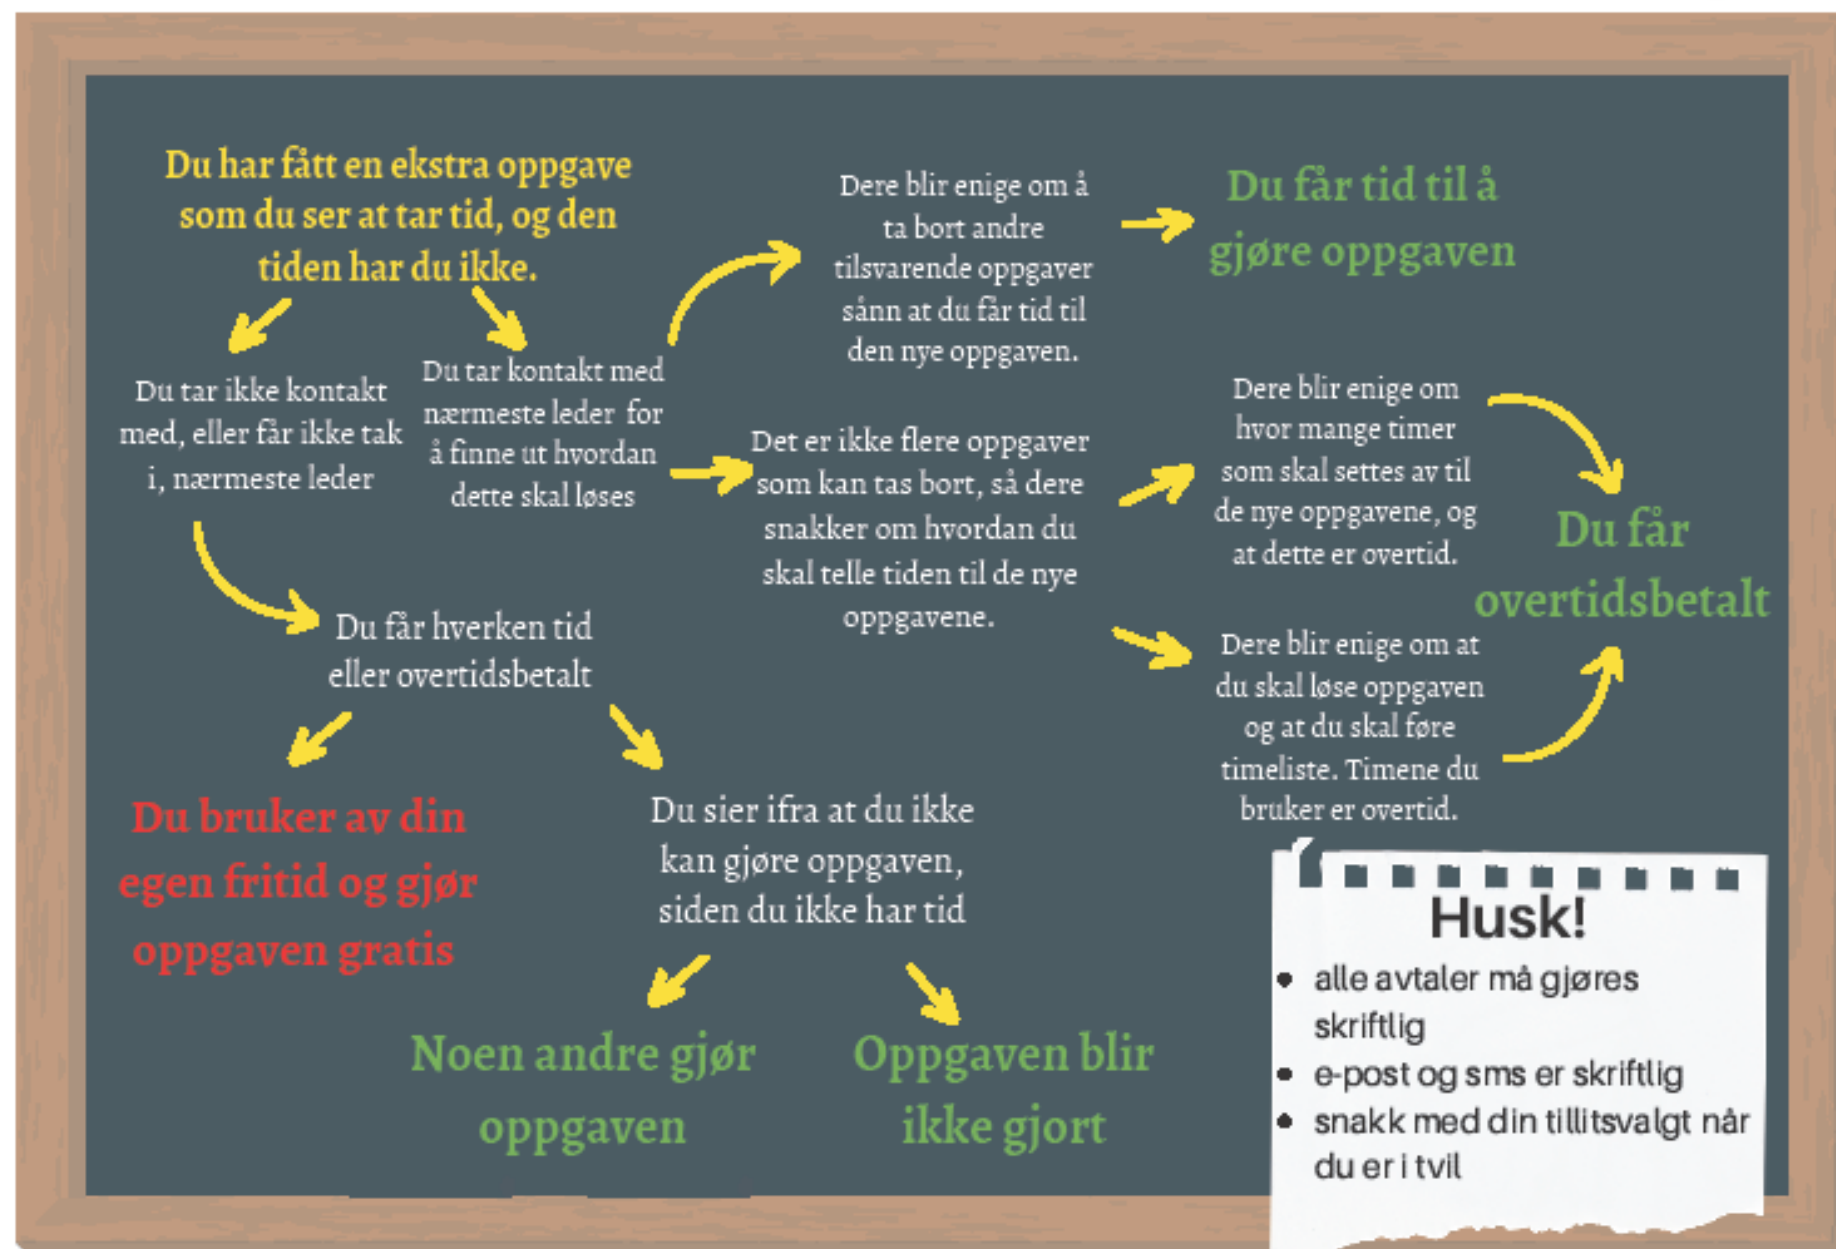 Du har fått en ekstra oppgave
som du ser at tar tid, og den
tiden har du ikke.
Du tar ikke kontakt
med, eller får ikke tak
i, nærmeste leder
Du tar kontakt med
nærmeste leder for
å finne ut hvordan
dette skal løses
Dere blir enige om å
ta bort andre
tilsvarende oppgaver
sånn at du får tid til
den nye oppgaven.
Du får tid til å
gjøre oppgaven
Det er ikke flere oppgaver
som kan tas bort, så dere
snakker om hvordan du
skal telle tiden til de nye
oppgavene.
Dere blir enige om
hvor mange timer
som skal settes av til
de nye oppgavene, og
at dette er overtid.
Du får
overtidsbetalt
Dere blir enige om at
du skal løse oppgaven
og at du skal føre
timeliste. Timene du
bruker er overtid.
Du får hverken tid
eller overtidsbetalt
Du bruker av din
egen fritid og gjør
oppgaven gratis
Du sier ifra at du ikke
kan gjøre oppgaven,
siden du ikke har tid
Noen andre gjør
oppgaven
Oppgaven blir
ikke gjort
Husk!
• alle avtaler må gjøres
skriftlig
• e-post og sms er skriftlig
• snakk med din tillitsvalgt når
du er i tvil